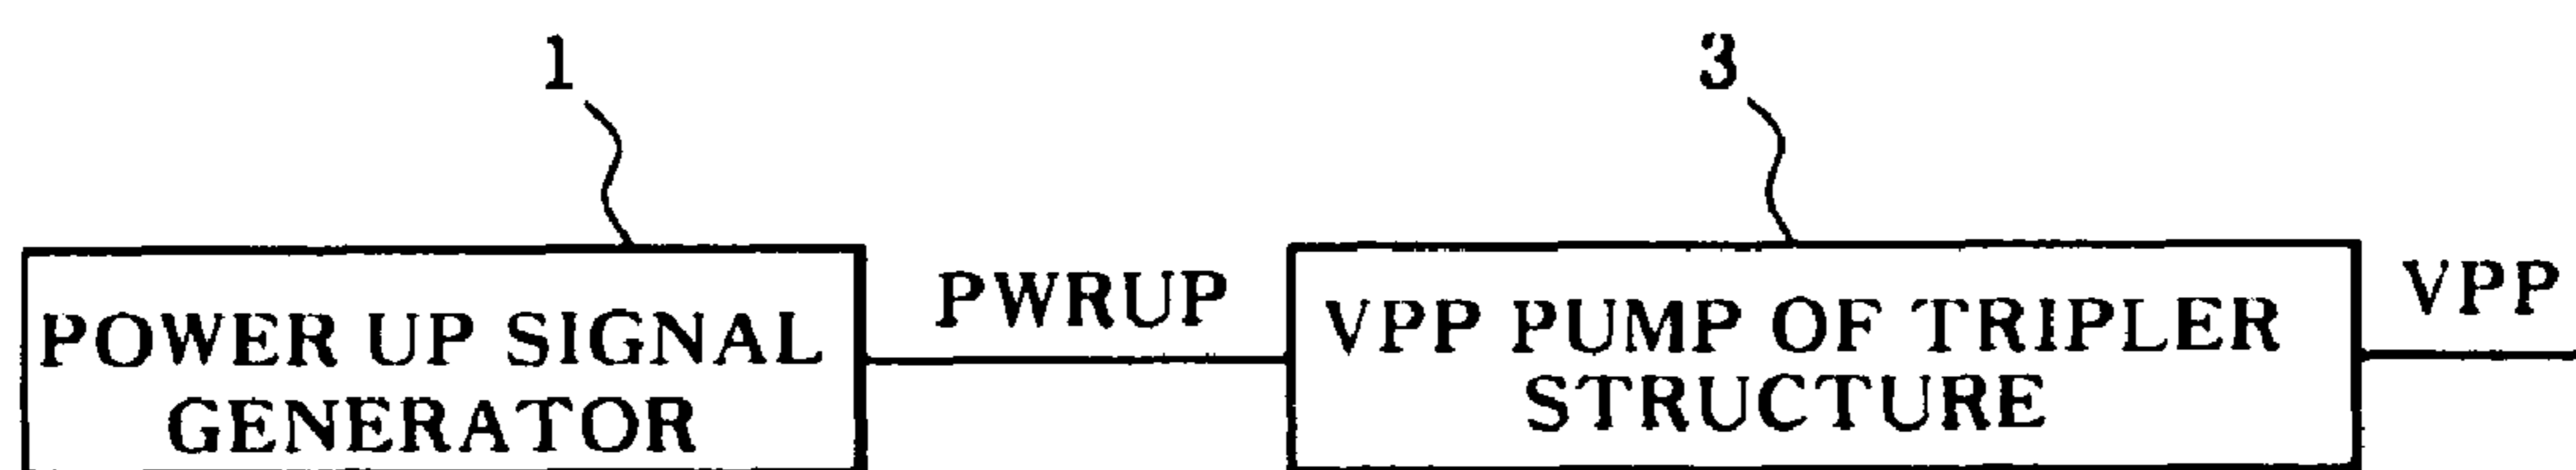 1
3
POWER UP SIGNAL
GENERATOR
PWRUP
VPP PUMP OF TRIPLER
STRUCTURE
VPP